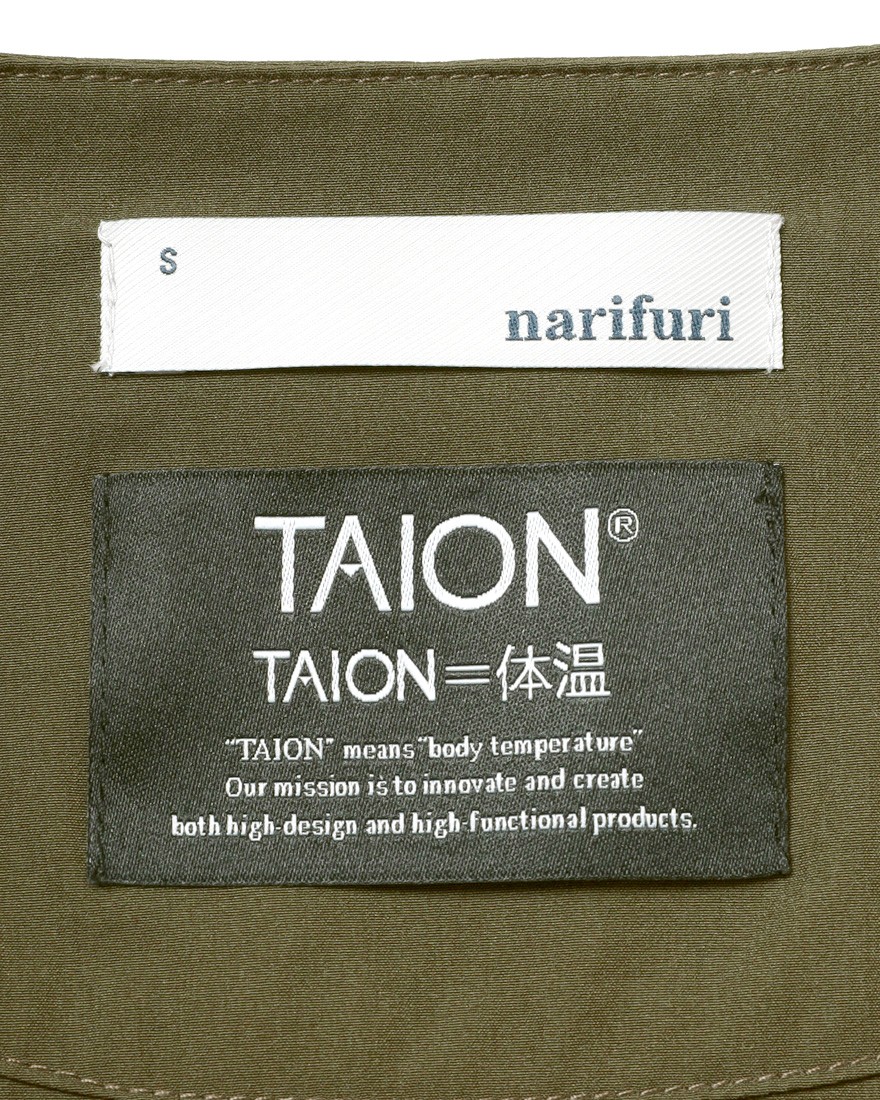 S
narifuri
TAION®
TAION=体温
“TAION” means “body temperature”
Our mission is to innovate and create
both high-design and high-functional products.